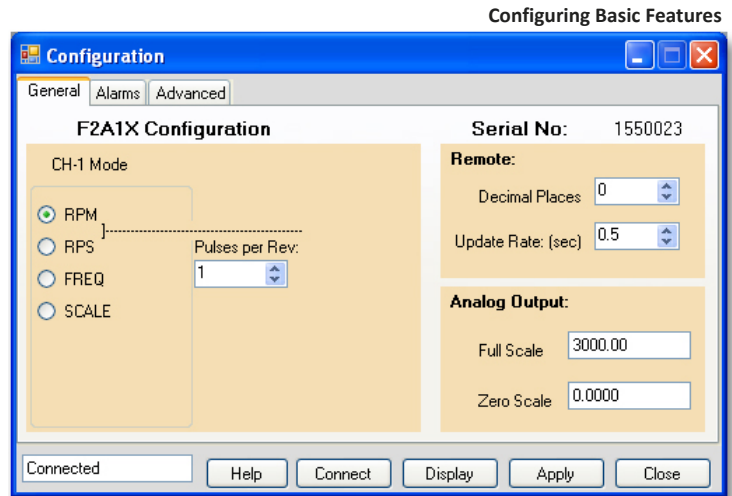 Configuring Basic Features
Configuration
General Alarms Advanced
F2A1X Configuration
CH-1 Mode
RPM
RPS
FREQ
SCALE
Pulses per Rev:
1
Serial No: 1550023
Remote:
Decimal Places 0
Update Rate: (sec) 0.5
Analog Output:
Full Scale 3000.00
Zero Scale 0.0000
Connected Help Connect Display Apply Close